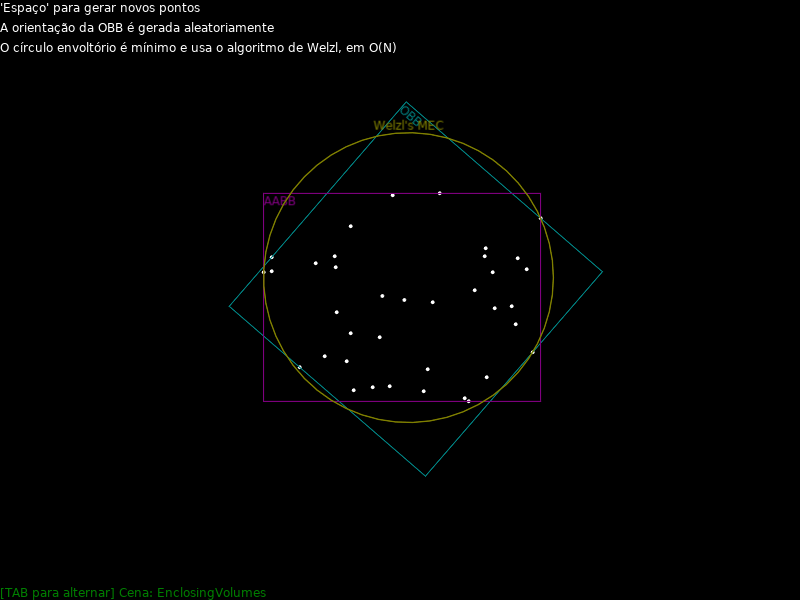 'Espaço' para gerar novos pontos
A orientação da OBB é gerada aleatoriamente
O círculo envoltório é mínimo e usa o algoritmo de Welzl, em O(N)
OBB
Welzl's MEC
AABB
[TAB para alternar] Cena: EnclosingVolumes